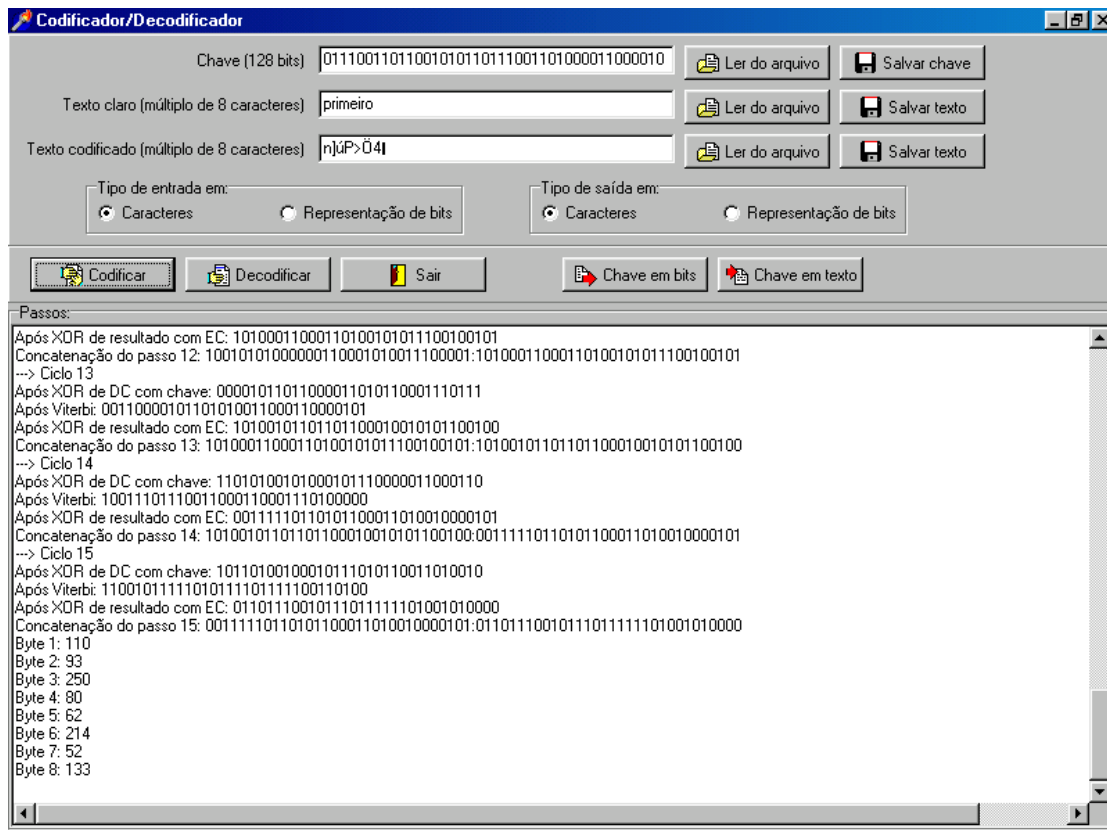 Codificador/Decodificador
Chave (128 bits) 01110011011001010110111001101000011000010 Ler do arquivo Salvar chave
Texto claro (múltiplo de 8 caracteres) primeiro Ler do arquivo Salvar texto
Texto codificado (múltiplo de 8 caracteres) n]úP>Ö4 Ler do arquivo Salvar texto
Tipo de entrada em: Tipo de saída em:
Caracteres Representação de bits Caracteres Representação de bits
Codificar Decodificar Sair Chave em bits Chave em texto
Passos:
Após XOR de resultado com EC: 10100011000110100101011100100101
Concatenação do passo 12: 10010101000000110001010011100001:10100011000110100101011100100101
---> Ciclo 13
Após XOR de DC com chave: 00001011011000011010110001110111
Após Viterbi: 00110000101101010011000110000101
Após XOR de resultado com EC: 10100101101101100010010101100100
Concatenação do passo 13: 10100011000110100101011100100101:10100101101101100010010101100100
---> Ciclo 14
Após XOR de DC com chave: 11010100101000101110000011000110
Após Viterbi: 10011101110011000110001110100000
Após XOR de resultado com EC: 00111110110101100011010010000101
Concatenação do passo 14: 10100101101101100010010101100100:00111110110101100011010010000101
---> Ciclo 15
Após XOR de DC com chave: 10110100100010111010110011010010
Após Viterbi: 11001011111010111101111100110100
Após XOR de resultado com EC: 01101110010111011111101001010000
Concatenação do passo 15: 00111110110101100011010010000101:01101110010111011111101001010000
Byte 1: 110
Byte 2: 93
Byte 3: 250
Byte 4: 80
Byte 5: 62
Byte 6: 214
Byte 7: 52
Byte 8: 133